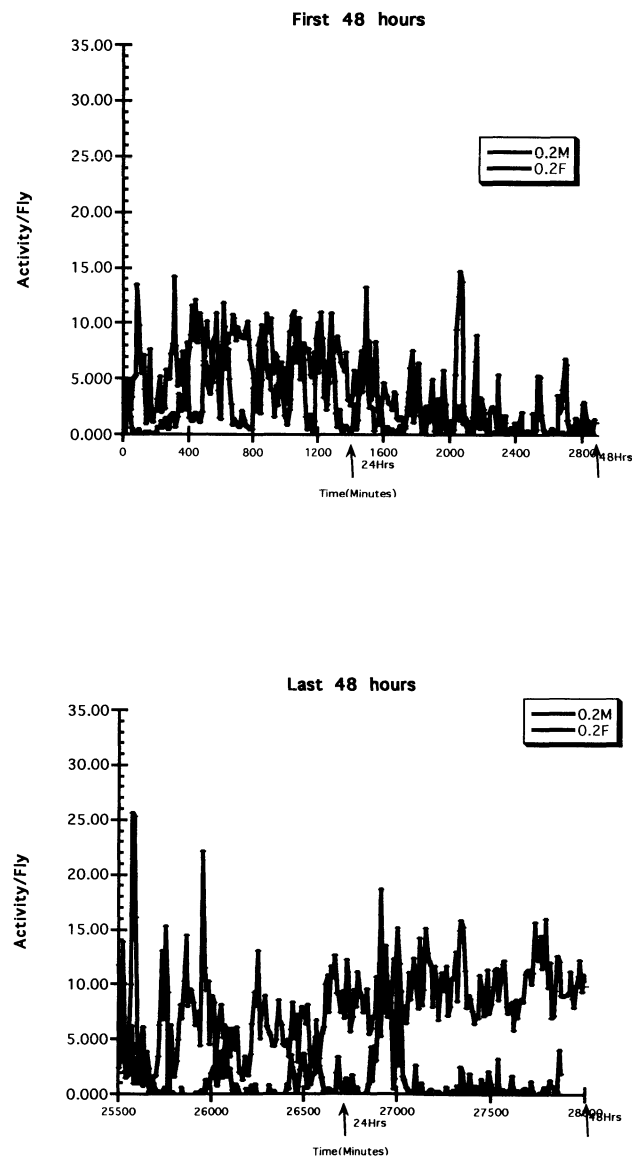 First 48 hours
35.00
30.00
25.00
20.00
15.00
10.00
5.000
0.000
Activity/Fly
0.2M
0.2F
0 400 800 1200 1600 2000 2400 2800
24Hrs 48Hrs
Time(Minutes)
Last 48 hours
35.00
30.00
25.00
20.00
15.00
10.00
5.000
0.000
Activity/Fly
0.2M
0.2F
25500 26000 26500 27000 27500
24Hrs 48Hrs
Time(Minutes)